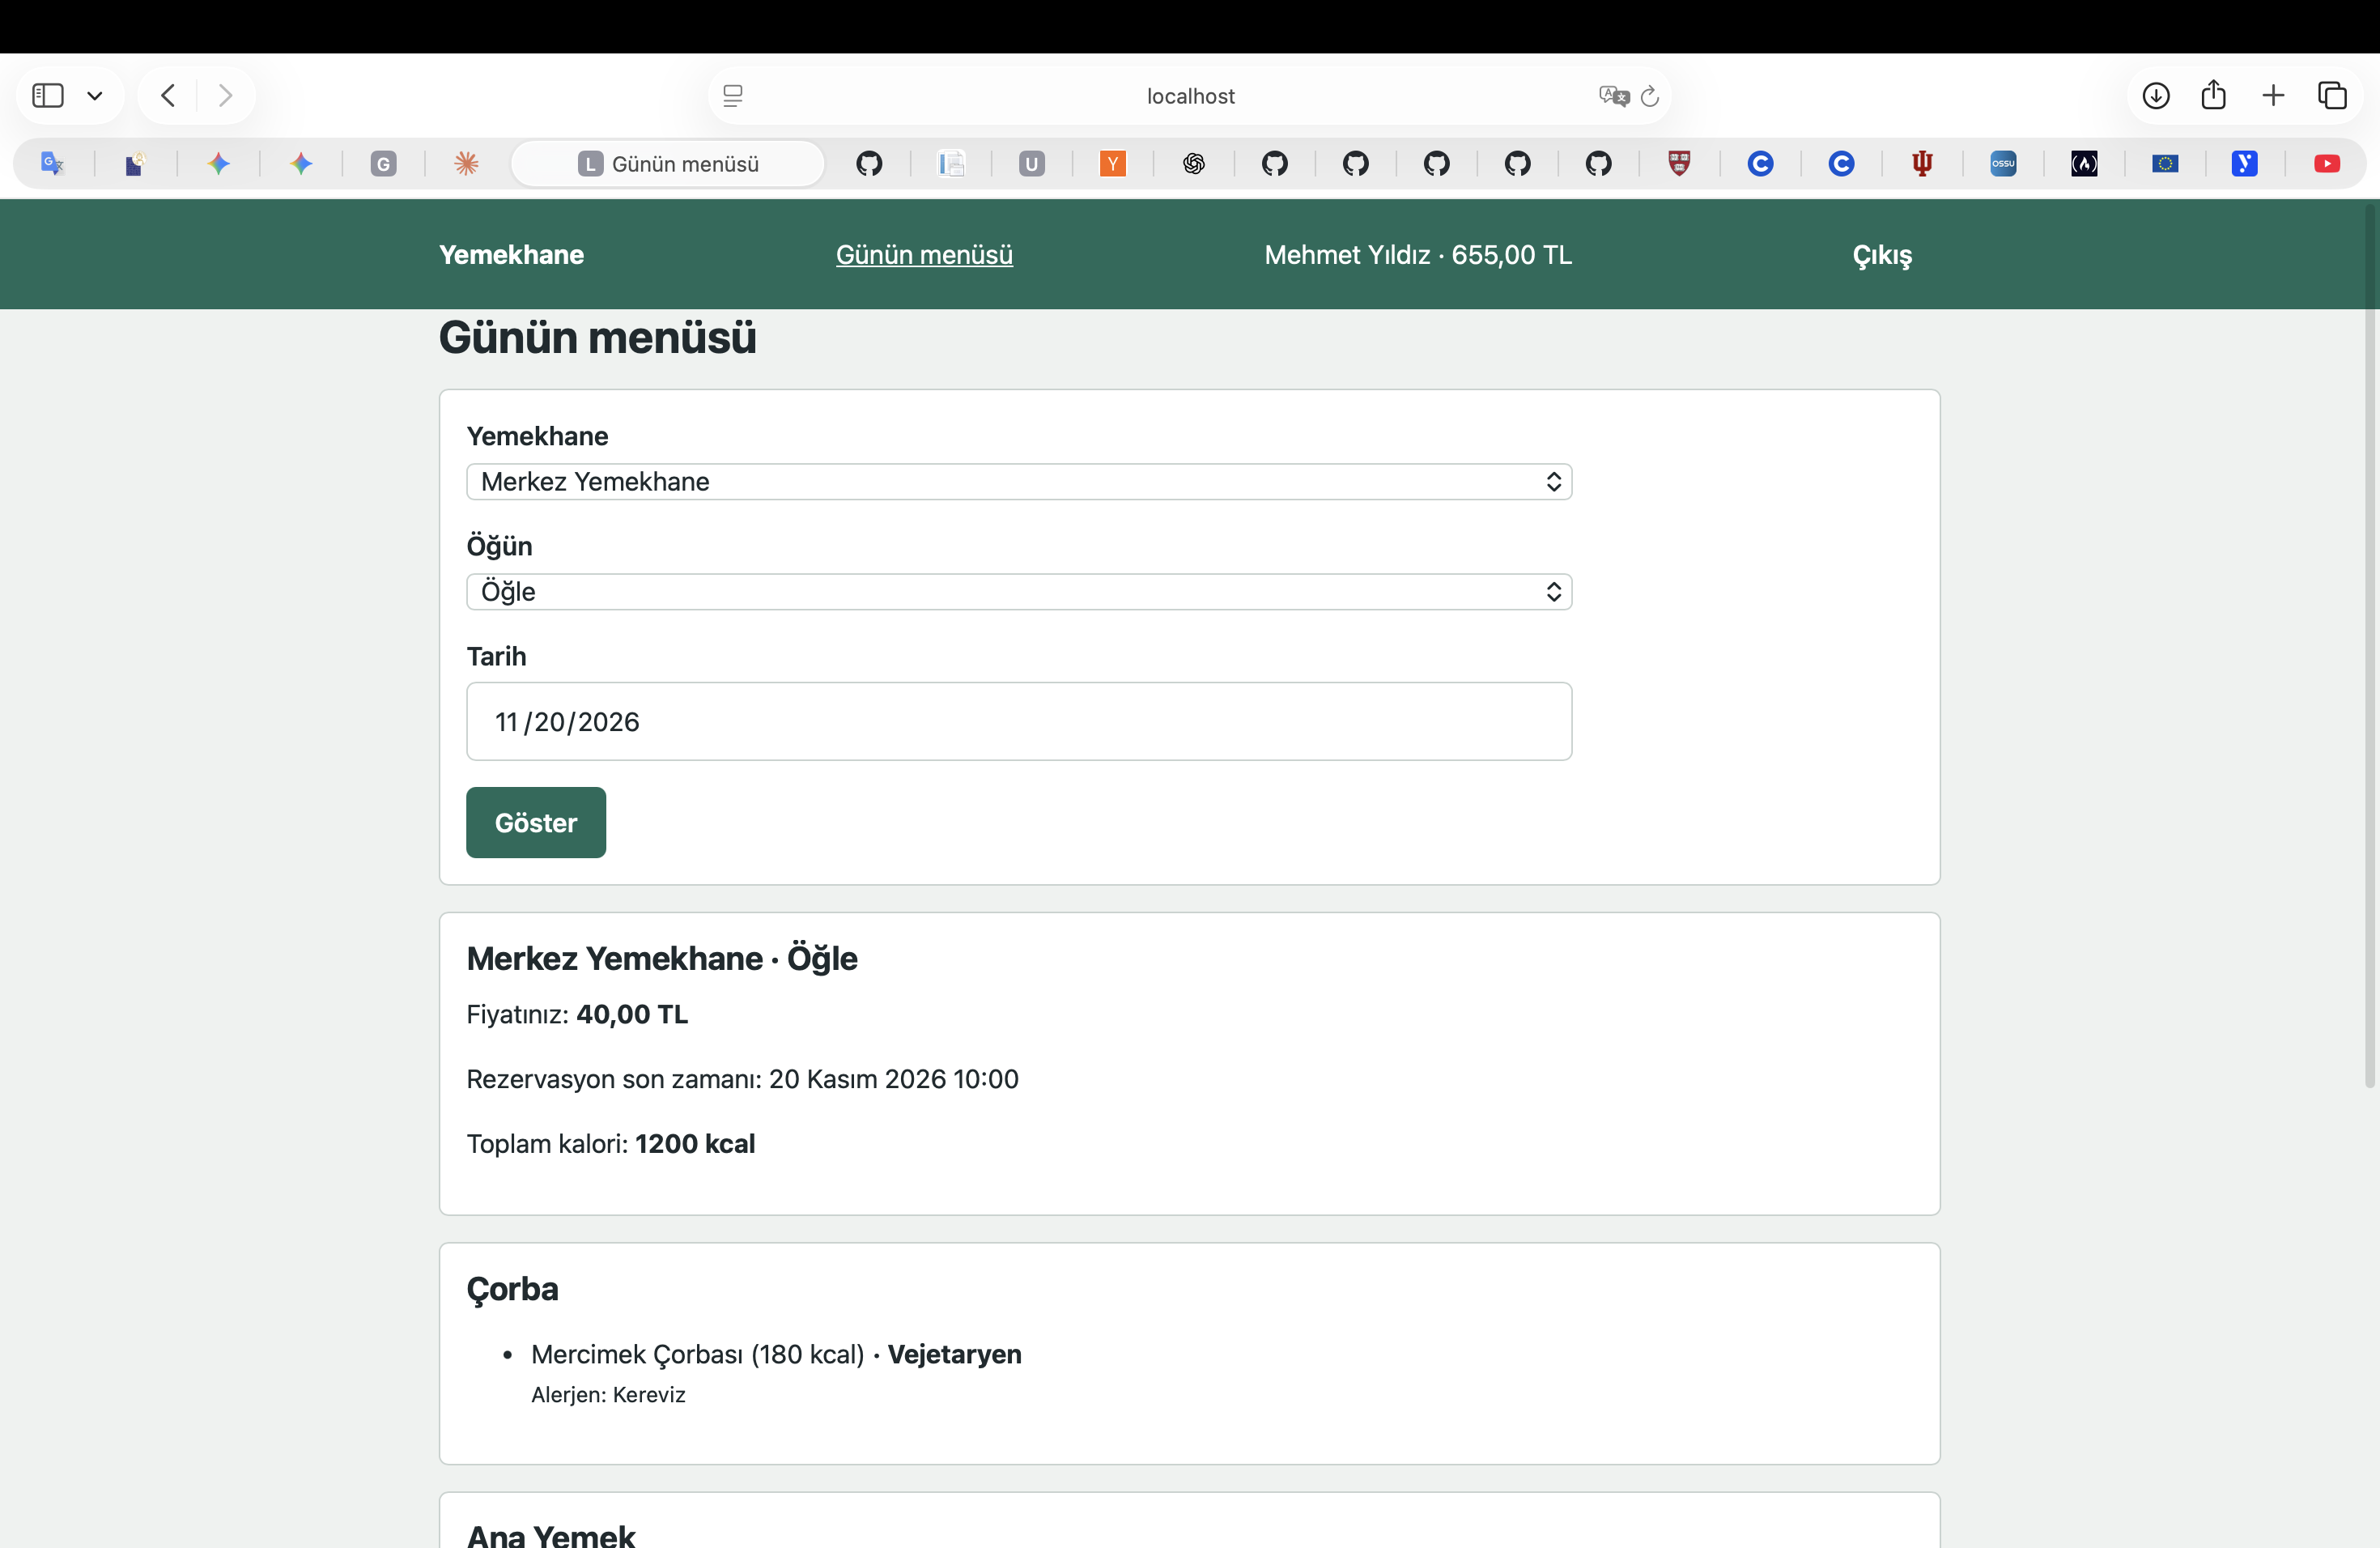 localhost
G
L Günün menüsü
U
Y
OSSU
Yemekhane Günün menüsü Mehmet Yıldız · 655,00 TL Çıkış
Günün menüsü
Yemekhane
Merkez Yemekhane
Öğün
Öğle
Tarih
11/20/2026
Göster
Merkez Yemekhane · Öğle
Fiyatınız: 40,00 TL
Rezervasyon son zamanı: 20 Kasım 2026 10:00
Toplam kalori: 1200 kcal
Çorba
• Mercimek Çorbası (180 kcal) · Vejetaryen
Alerjen: Kereviz
Ana Yemek